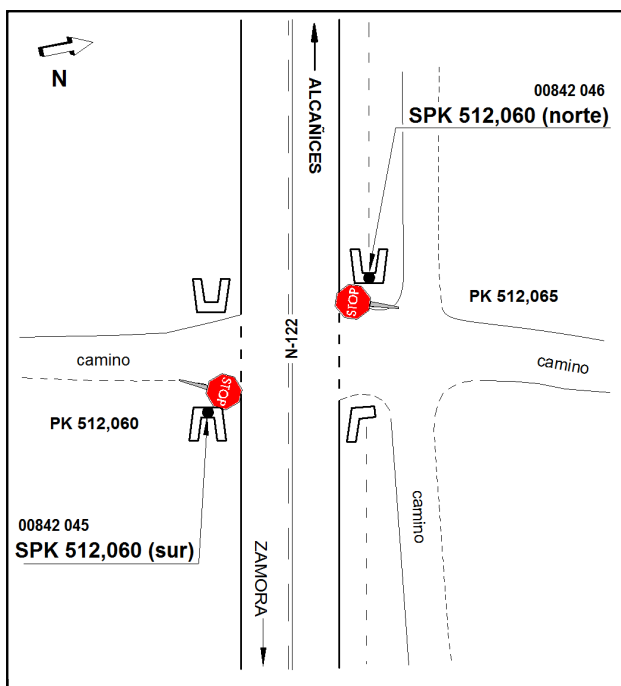 N
ALCAÑICES
00842 046
SPK 512,060 (norte)
STOP
PK 512,065
N-122
camino
camino
STOP
PK 512,060
camino
00842 045
SPK 512,060 (sur)
ZAMORA